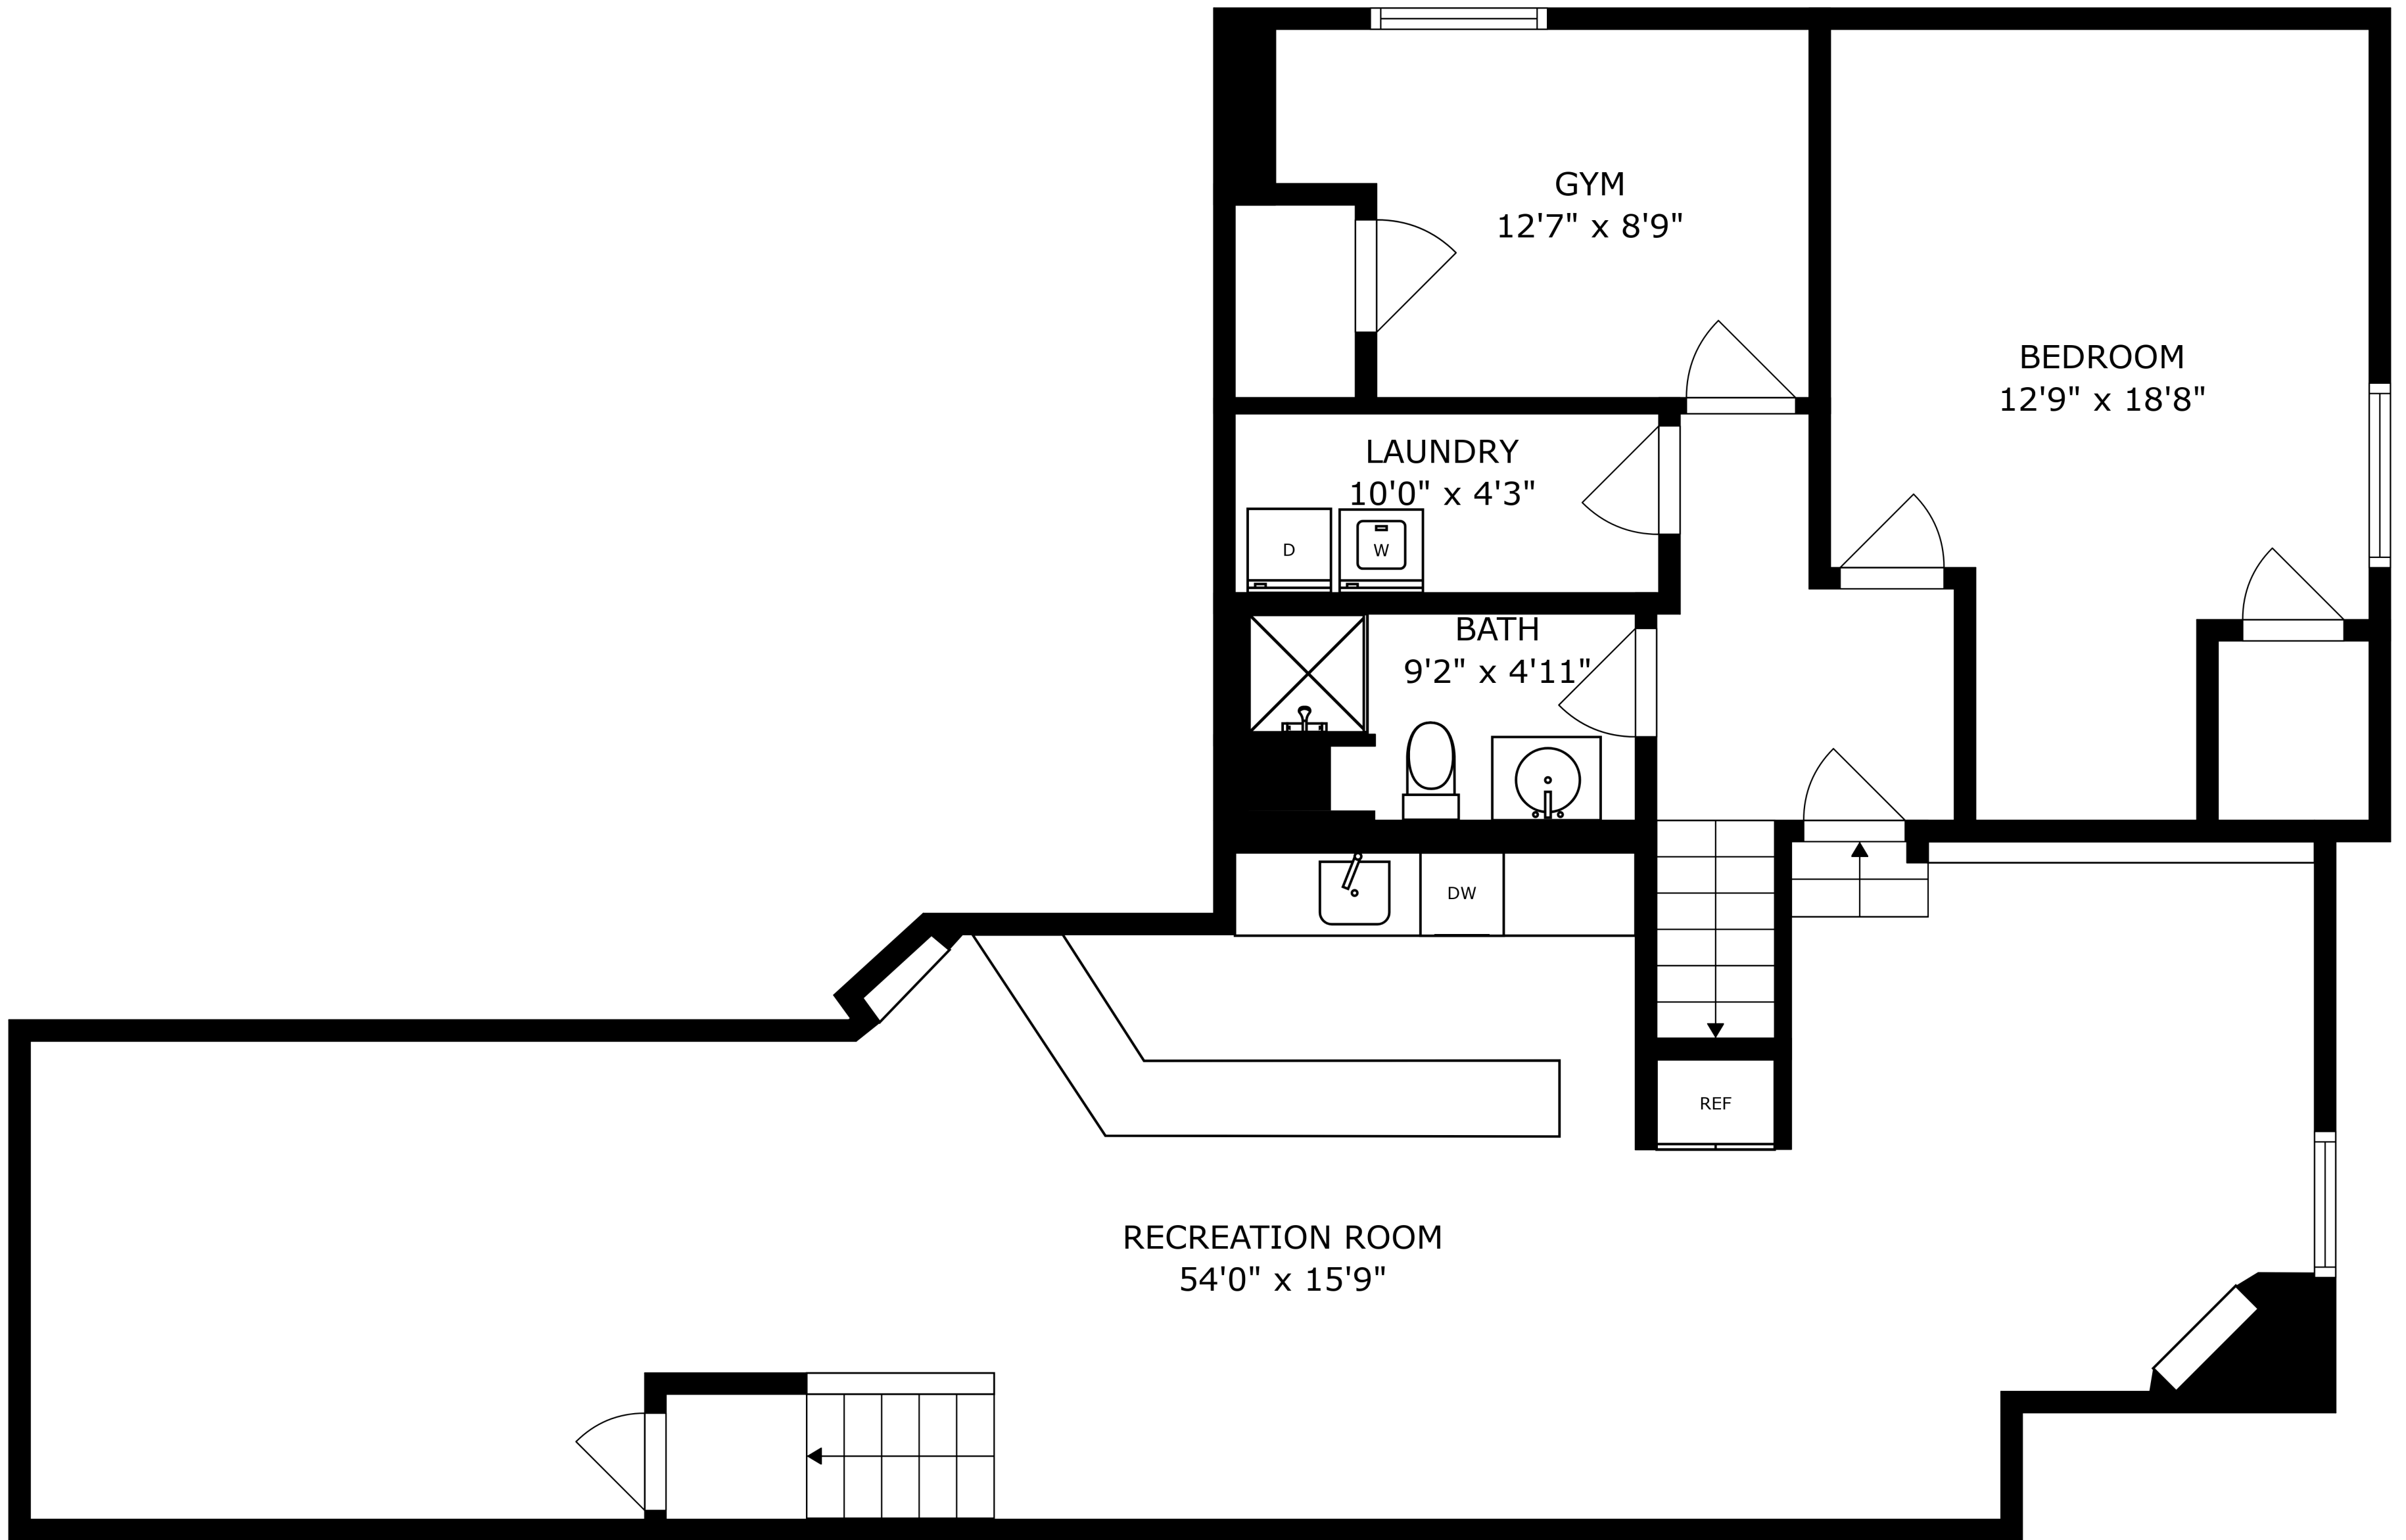 GYM
12'7" x 8'9"
BEDROOM
12'9" x 18'8"
LAUNDRY
10'0" x 4'3"
D
W
BATH
9'2" x 4'11"
DW
REF
RECREATION ROOM
54'0" x 15'9"